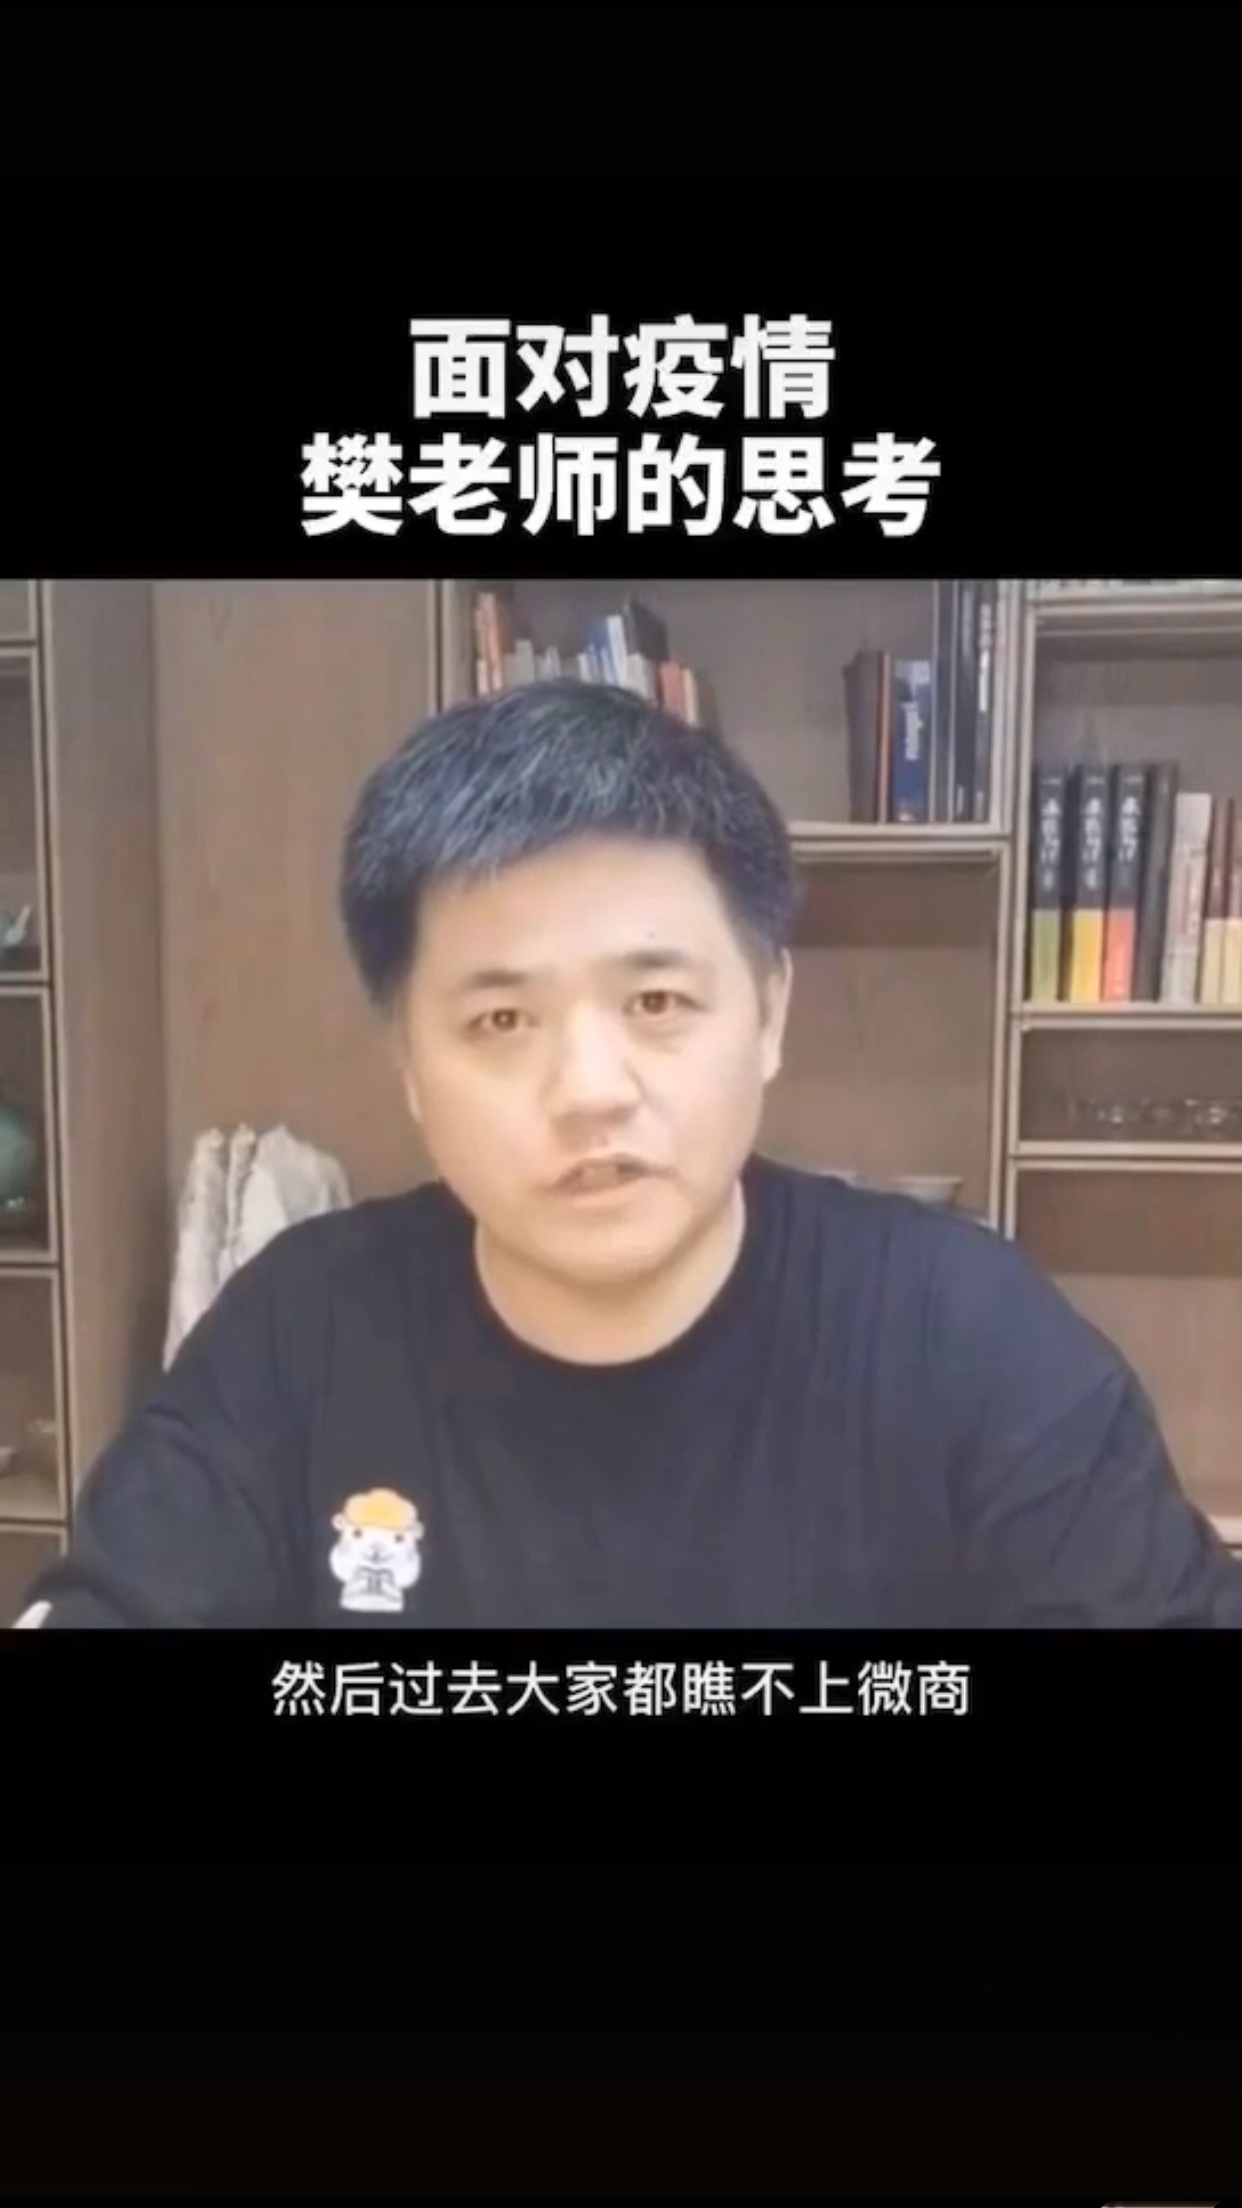 面对疫情
樊老师的思考
然后过去大家都瞧不上微商